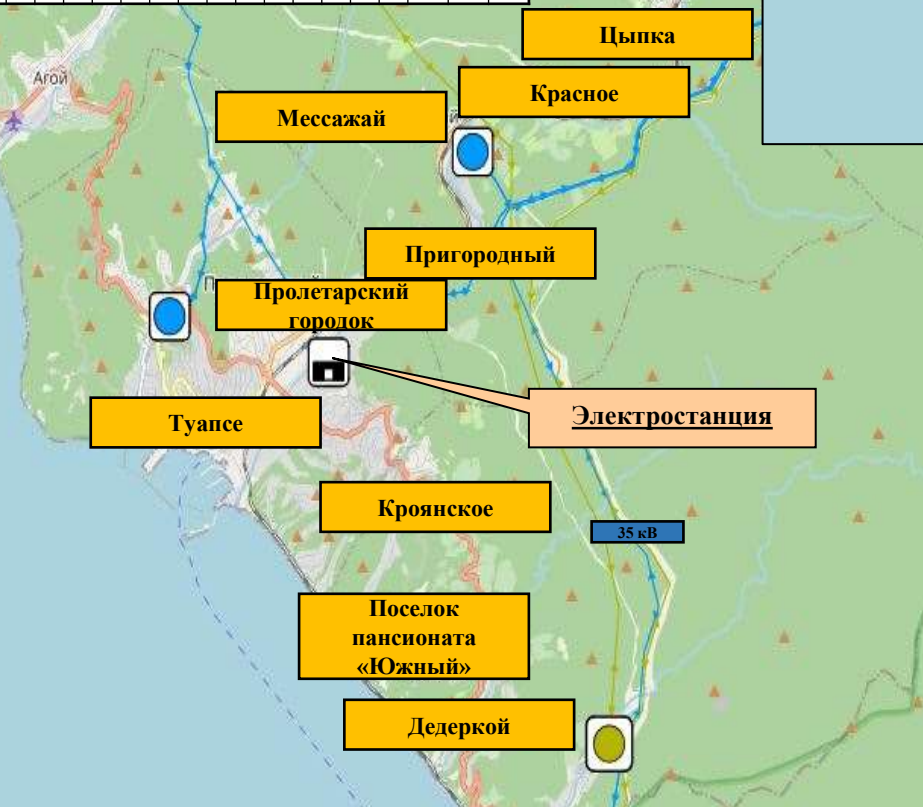 Цыпка
Агой
Красное
Мессажай
й
Пригородный
П
Пролетарский
городок
Туапсе
Электростанция
Кроянское
35 кВ
Поселок
пансионата
«Южный»
Дедеркой